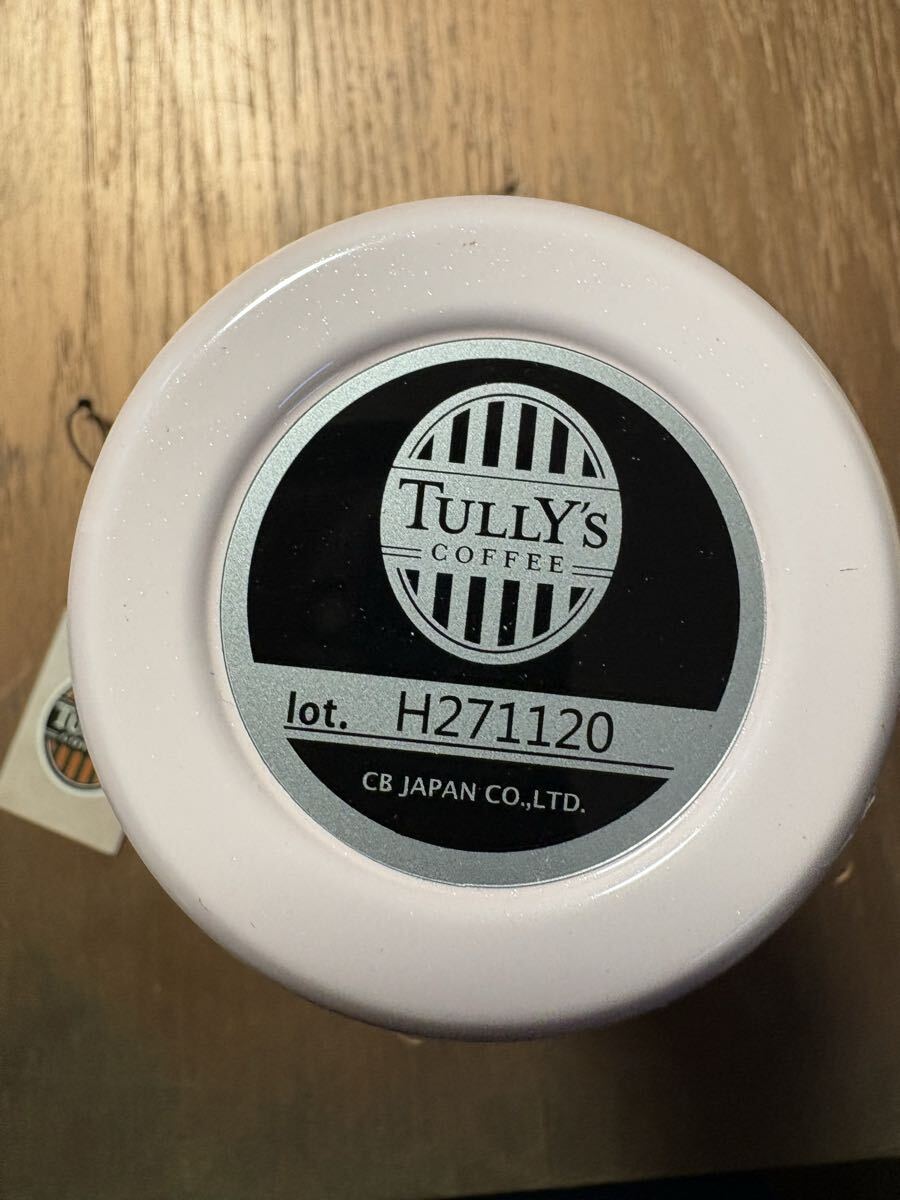 TULLY'S
COFFEE
lot. H271120
CB JAPAN CO.,LTD.